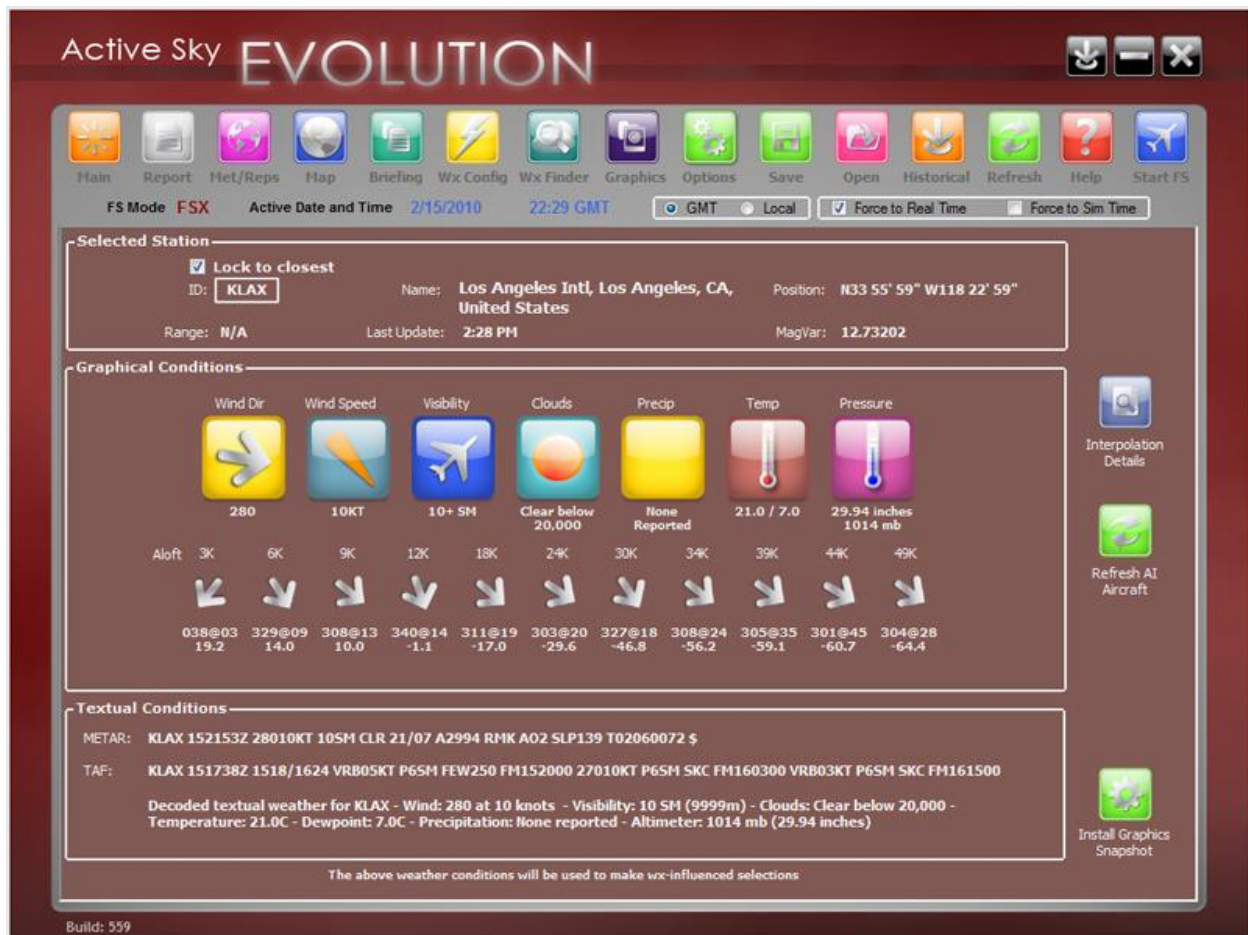 Active Sky EVOLUTION
Main Report Met/Reps Map Briefing Wx Config Wx Finder Graphics Options Save Open Historical Refresh Help Start FS
FS Mode FSX Active Date and Time 2/15/2010 22:29 GMT GMT Local Force to Real Time Force to Sim Time
Selected Station
Lock to closest
ID: KLAX Name: Los Angeles Intl, Los Angeles, CA, Position: N33 55' 59" W118 22' 59"
United States
Range: N/A Last Update: 2:28 PM MagVar: 12.73202
Graphical Conditions
Wind Dir Wind Speed Visibility Clouds Precip Temp Pressure
280 10KT 10+ SM Clear below None 21.0 / 7.0 29.94 inches
20,000 Reported 1014 mb
Interpolation
Details
Aloft 3K 6K 9K 12K 18K 24K 30K 34K 39K 44K 49K
Refresh AI
Aircraft
038@03 329@09 308@13 340@14 311@19 303@20 327@18 308@24 305@35 301@45 304@28
19.2 14.0 10.0 -1.1 -17.0 -29.6 -46.8 -56.2 -59.1 -60.7 -64.4
Textual Conditions
METAR: KLAX 152153Z 28010KT 10SM CLR 21/07 A2994 RMK AO2 SLP139 T02060072 $
TAF: KLAX 151738Z 1518/1624 VRB05KT P6SM FEW250 FM152000 27010KT P6SM SKC FM160300 VRB03KT P6SM SKC FM161500
Decoded textual weather for KLAX - Wind: 280 at 10 knots - Visibility: 10 SM (9999m) - Clouds: Clear below 20,000 -
Temperature: 21.0C - Dewpoint: 7.0C - Precipitation: None reported - Altimeter: 1014 mb (29.94 inches)
Install Graphics
Snapshot
The above weather conditions will be used to make wx-influenced selections
Build: 559